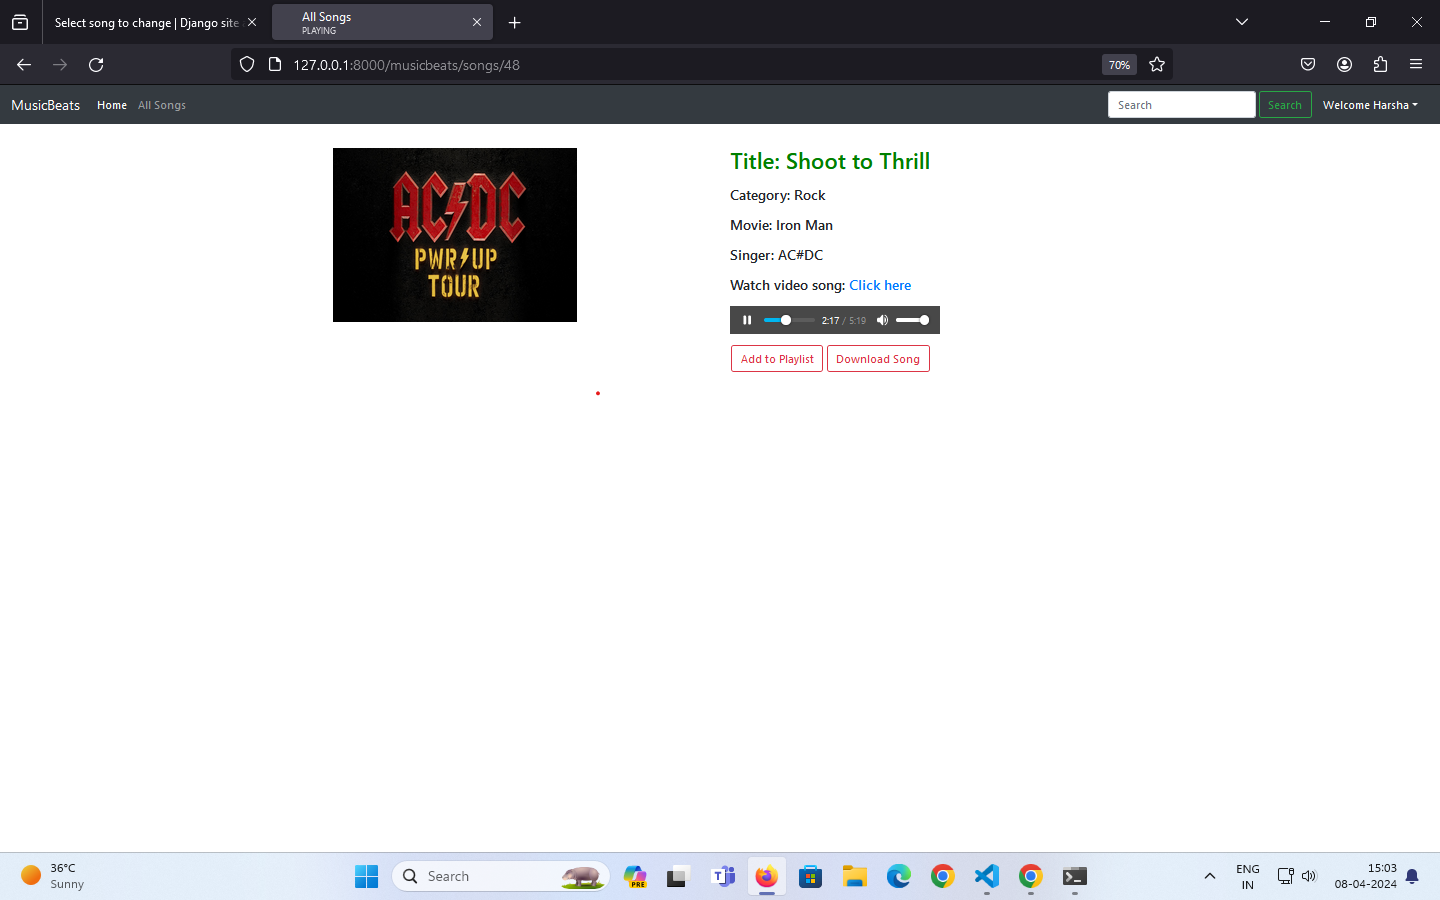 Select song to change | Django site
All Songs
PLAYING
127.0.0.1:8000/musicbeats/songs/48
70%
MusicBeats Home All Songs
Search Search Welcome Harsha
AC DC
PWR UP
TOUR
Title: Shoot to Thrill
Category: Rock
Movie: Iron Man
Singer: AC#DC
Watch video song: Click here
2:17 / 5:19
Add to Playlist Download Song
36°C
Sunny
Search
PRE
ENG
IN
15:03
08-04-2024